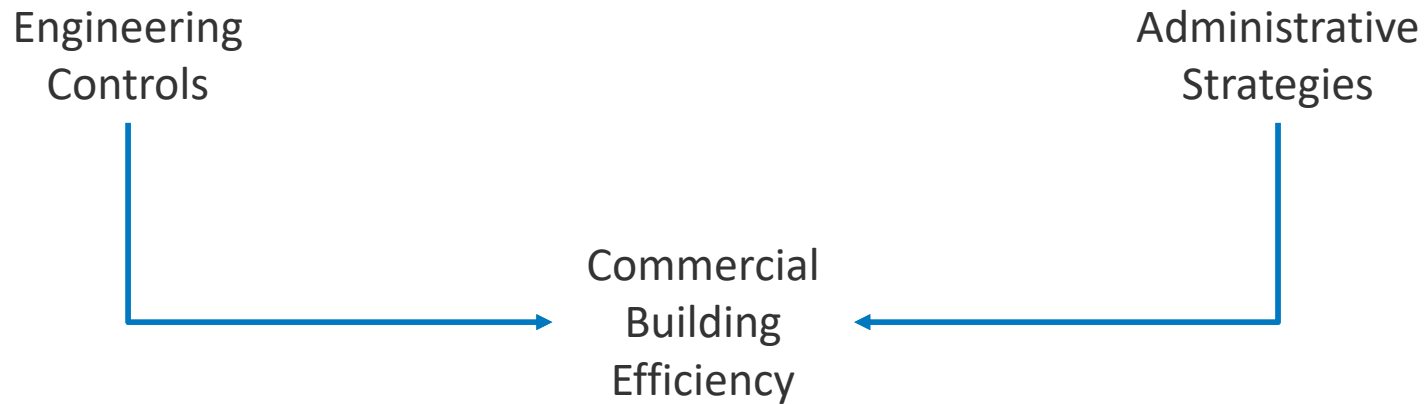 Engineering
Controls
Administrative
Strategies
Commercial
Building
Efficiency